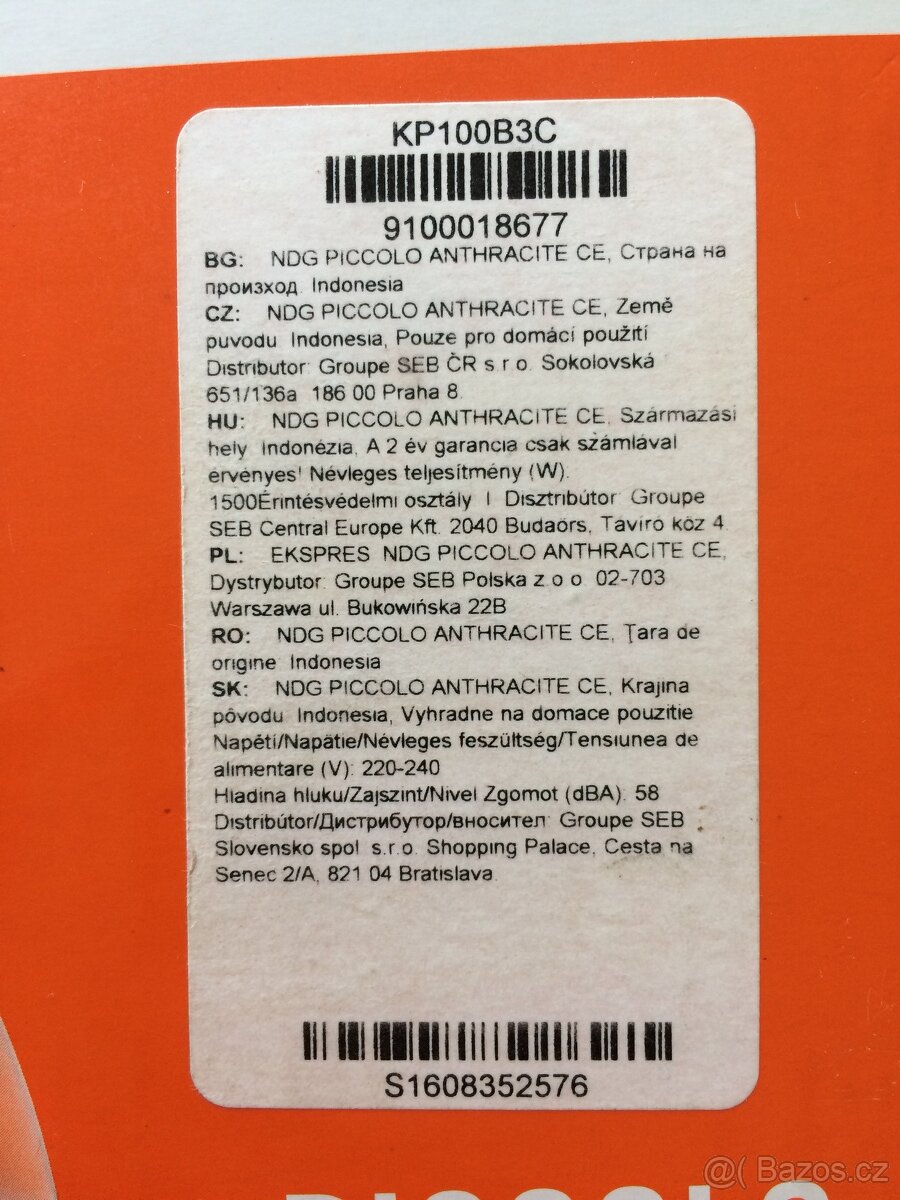 KP100B3C
9100018677
BG: NDG PICCOLO ANTHRACITE CE, Страна на
произход Indonesia
CZ: NDG PICCOLO ANTHRACITE CE, Země
puvodu Indonesia, Pouze pro domácí použití
Distributor: Groupe SEB ČR s r o. Sokolovská
651/136a 186 00 Praha 8
HU: NDG PICCOLO ANTHRACITE CE, Származási
hely Indonézia, A 2 év garancia csak számlával
érvényes! Névleges teljesítmény (W).
1500Érintésvédelmi osztály I Disztribútor Groupe
SEB Central Europe Kft. 2040 Budaörs, Távíró köz 4
PL: EKSPRES NDG PICCOLO ANTHRACITE CE,
Dystrybutor: Groupe SEB Polska z o o 02-703
Warszawa ul. Bukowińska 22B
RO: NDG PICCOLO ANTHRACITE CE, Ţara de
origine Indonesia
SK: NDG PICCOLO ANTHRACITE CE, Krajina
pôvodu Indonesia, Vyhradne na domace pouzitie
Napětí/Napätie/Névleges feszültség/Tensiunea de
alimentare (V): 220-240
Hladina hluku/Zajszint/Nivel Zgomot (dBA). 58
Distribútor/Дистрибутор/вносител Groupe SEB
Slovensko spol s.r.o. Shopping Palace, Cesta na
Senec 2/A, 821 04 Bratislava
S1608352576
@( Bazos.cz